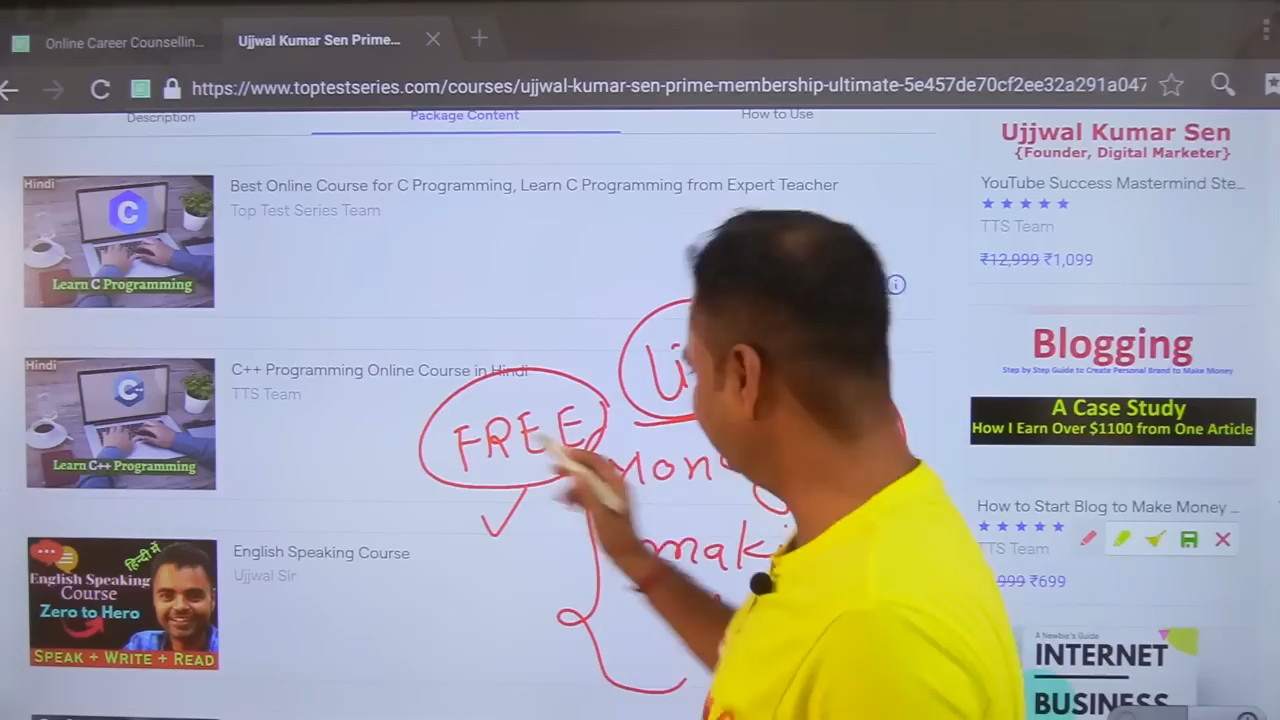 Online Career Counsellin...
Ujjwal Kumar Sen Prime...
https://www.toptestseries.com/courses/ujjwal-kumar-sen-prime-membership-ultimate-5e457de70cf2ee32a291a047
Description
Package Content
How to Use
Hindi
Learn C Programming
Best Online Course for C Programming, Learn C Programming from Expert Teacher
Top Test Series Team
Hindi
Learn C++ Programming
C++ Programming Online Course in Hindi
TTS Team
हिन्दी में
English Speaking
Course
Zero to Hero
SPEAK + WRITE + READ
English Speaking Course
Ujjwal Sir
FREE
Li
Mon
maki
Ujjwal Kumar Sen
{Founder, Digital Marketer}
YouTube Success Mastermind Ste...
TTS Team
₹12,999 ₹1,099
Blogging
Step by Step Guide to Create Personal Brand to Make Money
A Case Study
How I Earn Over $1100 from One Article
How to Start Blog to Make Money ...
TTS Team
999 ₹699
A Newbie's Guide
INTERNET
BUSINESS